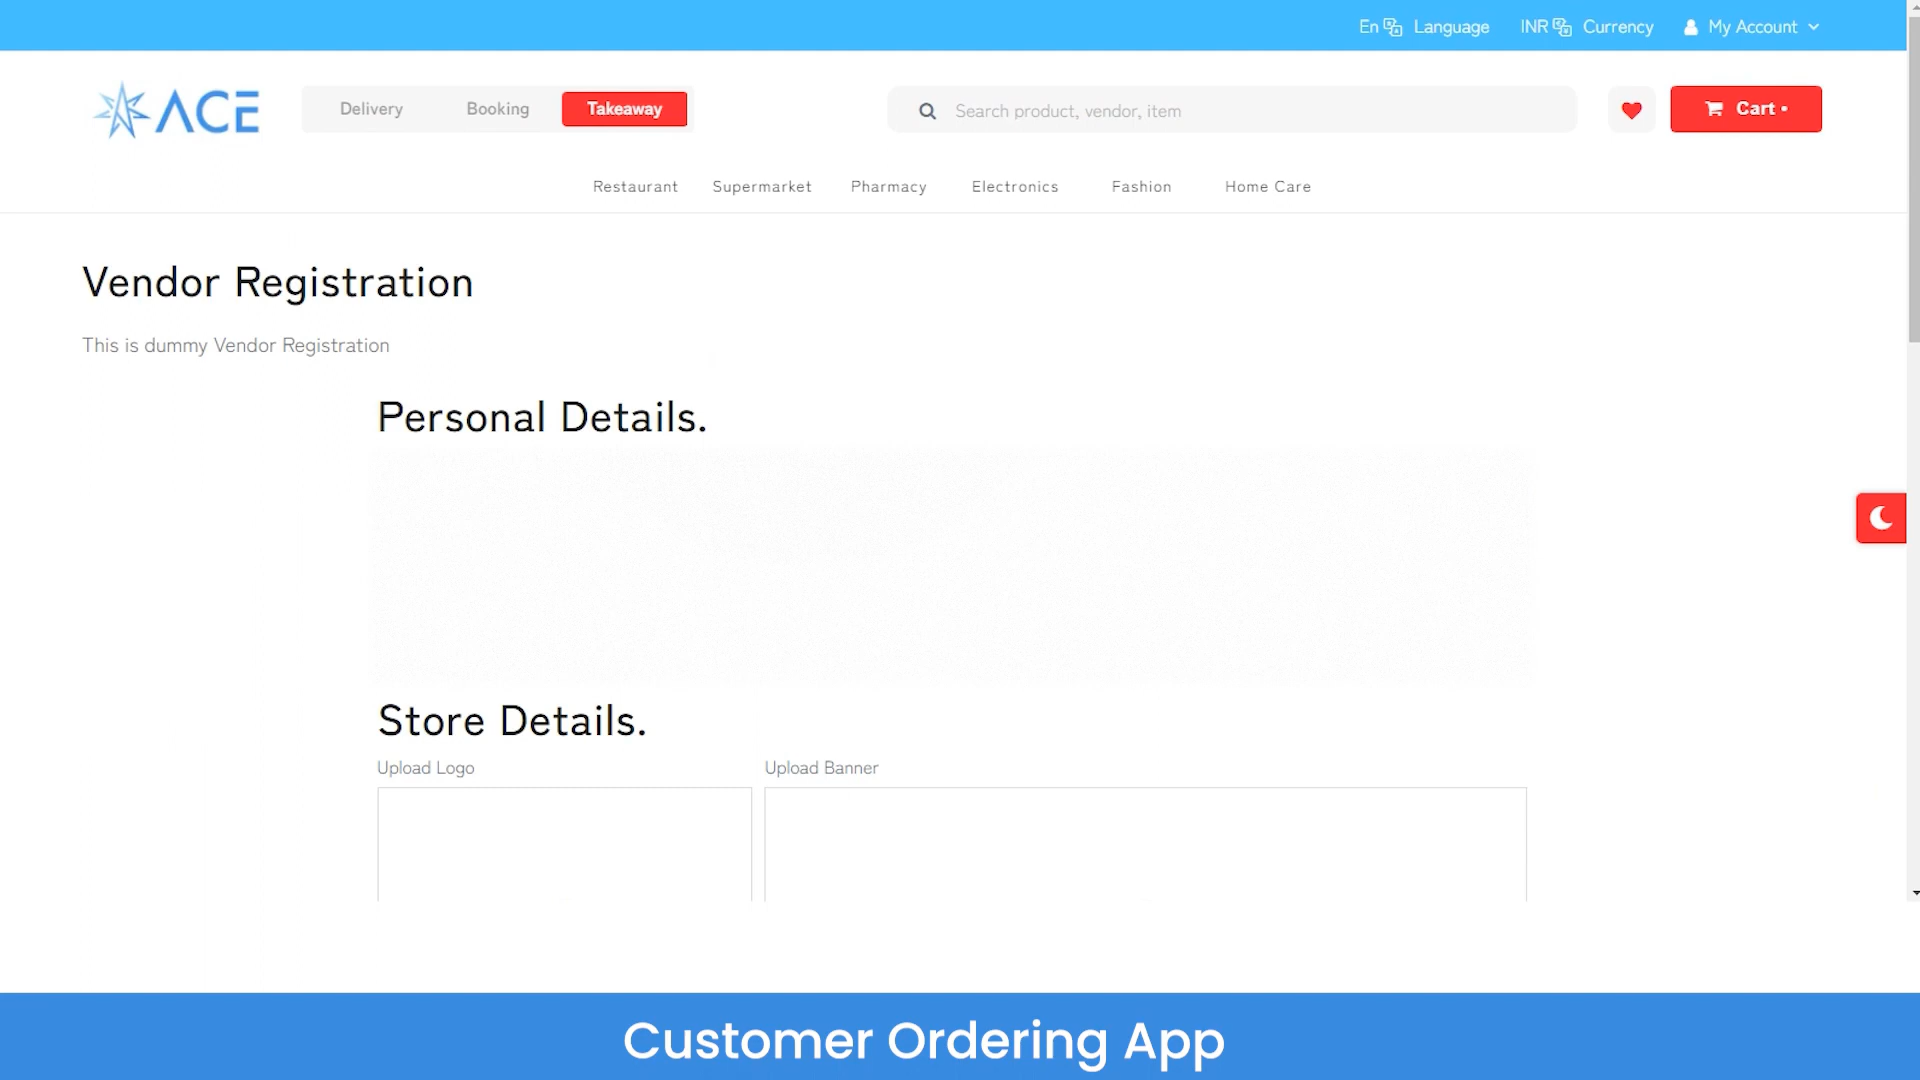 En Language INR Currency My Account
ACE Delivery Booking Takeaway Search product, vendor, item Cart •
Restaurant Supermarket Pharmacy Electronics Fashion Home Care
Vendor Registration
This is dummy Vendor Registration
Personal Details.
Store Details.
Upload Logo Upload Banner
Customer Ordering App